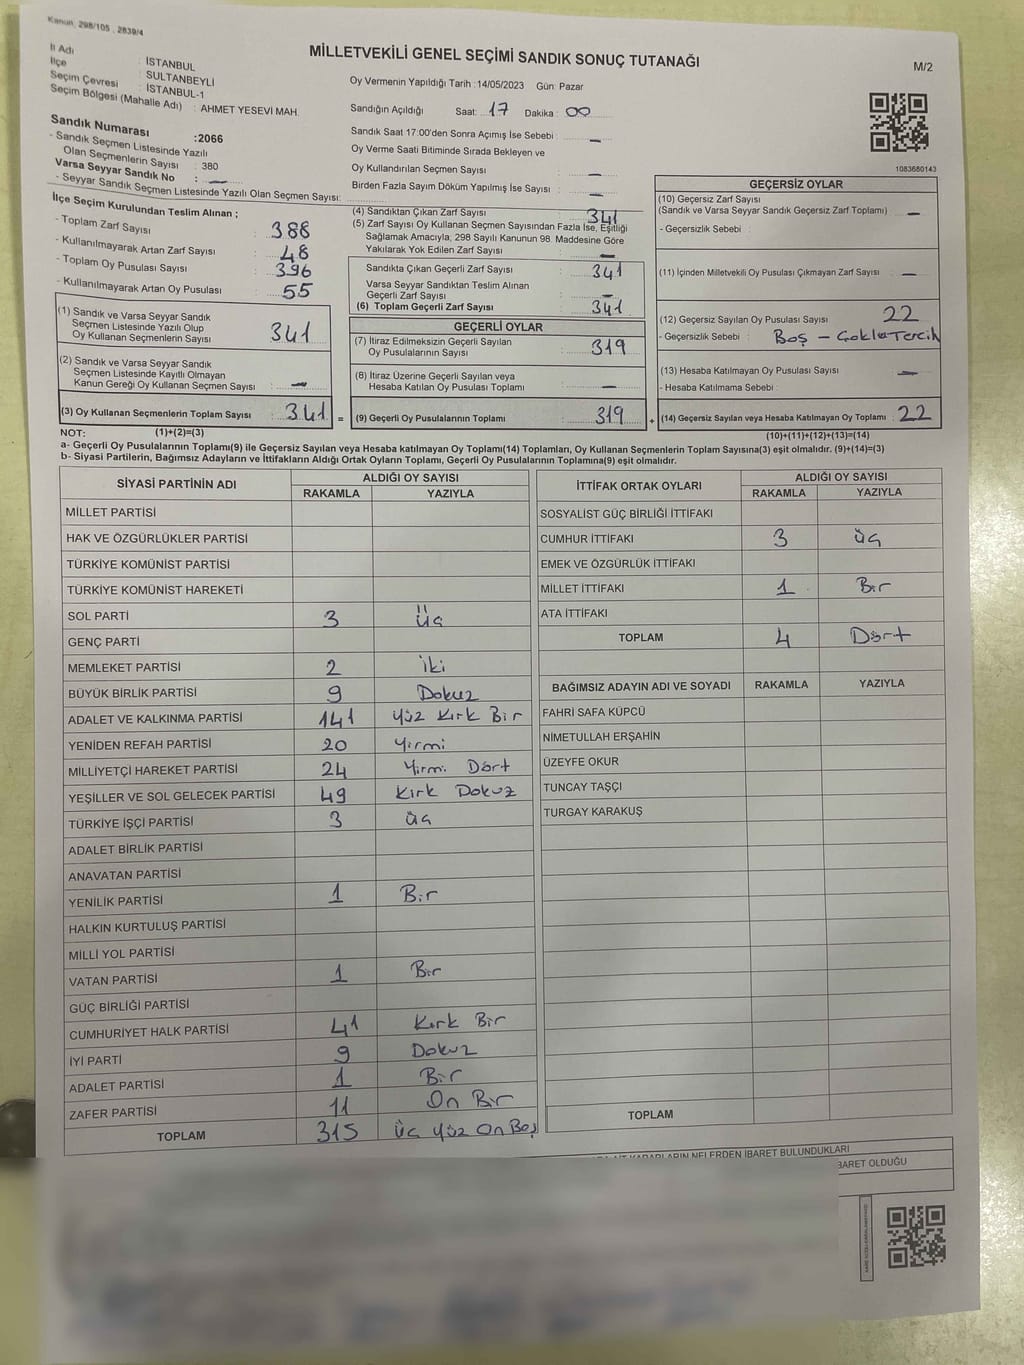 Kanun: 298/105 , 2839/4
MİLLETVEKİLİ GENEL SEÇİMİ SANDIK SONUÇ TUTANAĞI
M/2
İl Adı : İSTANBUL
İlçe : SULTANBEYLİ
Seçim Çevresi : İSTANBUL-1
Seçim Bölgesi (Mahalle Adı) : AHMET YESEVİ MAH.
Sandık Numarası :2066
- Sandık Seçmen Listesinde Yazılı
Olan Seçmenlerin Sayısı : 380
Varsa Seyyar Sandık No : —
- Seyyar Sandık Seçmen Listesinde Yazılı Olan Seçmen Sayısı:
Oy Vermenin Yapıldığı Tarih :14/05/2023 Gün: Pazar
Sandığın Açıldığı Saat: 17 Dakika : 00
Sandık Saat 17:00'den Sonra Açımış İse Sebebi : —
Oy Verme Saati Bitiminde Sırada Bekleyen ve
Oy Kullandırılan Seçmen Sayısı : —
Birden Fazla Sayım Döküm Yapılmış İse Sayısı : —
1083680143
İlçe Seçim Kurulundan Teslim Alınan ;
- Toplam Zarf Sayısı : 388
- Kullanılmayarak Artan Zarf Sayısı : 48
- Toplam Oy Pusulası Sayısı : 396
- Kullanılmayarak Artan Oy Pusulası : 55
(4) Sandıktan Çıkan Zarf Sayısı : 341
(5) Zarf Sayısı Oy Kullanan Seçmen Sayısından Fazla İse, Eşitliği
Sağlamak Amacıyla, 298 Sayılı Kanunun 98. Maddesine Göre
Yakılarak Yok Edilen Zarf Sayısı : —
Sandıkta Çıkan Geçerli Zarf Sayısı : 341
Varsa Seyyar Sandıktan Teslim Alınan
Geçerli Zarf Sayısı : —
(6) Toplam Geçerli Zarf Sayısı : 341
GEÇERSİZ OYLAR
(10) Geçersiz Zarf Sayısı
(Sandık ve Varsa Seyyar Sandık Geçersiz Zarf Toplamı) : —
- Geçersizlik Sebebi :
(11) İçinden Milletvekili Oy Pusulası Çıkmayan Zarf Sayısı : —
(12) Geçersiz Sayılan Oy Pusulası Sayısı : 22
- Geçersizlik Sebebi : Boş - Çoklu Tercih
(13) Hesaba Katılmayan Oy Pusulası Sayısı : —
- Hesaba Katılmama Sebebi :
(14) Geçersiz Sayılan veya Hesaba Katılmayan Oy Toplamı : 22
(10)+(11)+(12)+(13)=(14)
(1) Sandık ve Varsa Seyyar Sandık
Seçmen Listesinde Yazılı Olup
Oy Kullanan Seçmenlerin Sayısı : 341
(2) Sandık ve Varsa Seyyar Sandık
Seçmen Listesinde Kayıtlı Olmayan
Kanun Gereği Oy Kullanan Seçmen Sayısı : —
(3) Oy Kullanan Seçmenlerin Toplam Sayısı : 341 =
GEÇERLİ OYLAR
(7) İtiraz Edilmeksizin Geçerli Sayılan
Oy Pusulalarının Sayısı : 319
(8) İtiraz Üzerine Geçerli Sayılan veya
Hesaba Katılan Oy Pusulası Toplamı : —
(9) Geçerli Oy Pusulalarının Toplamı : 319 +
NOT: (1)+(2)=(3)
a- Geçerli Oy Pusulalarının Toplamı(9) ile Geçersiz Sayılan veya Hesaba katılmayan Oy Toplamı(14) Toplamları, Oy Kullanan Seçmenlerin Toplam Sayısına(3) eşit olmalıdır. (9)+(14)=(3)
b- Siyasi Partilerin, Bağımsız Adayların ve İttifakların Aldığı Ortak Oyların Toplamı, Geçerli Oy Pusulalarının Toplamına(9) eşit olmalıdır.
SİYASİ PARTİNİN ADI ALDIĞI OY SAYISI
RAKAMLA YAZIYLA
MİLLET PARTİSİ
HAK VE ÖZGÜRLÜKLER PARTİSİ
TÜRKİYE KOMÜNİST PARTİSİ
TÜRKİYE KOMÜNİST HAREKETİ
SOL PARTİ 3 Üç
GENÇ PARTİ
MEMLEKET PARTİSİ 2 İki
BÜYÜK BİRLİK PARTİSİ 9 Dokuz
ADALET VE KALKINMA PARTİSİ 141 Yüz Kırk Bir
YENİDEN REFAH PARTİSİ 20 Yirmi
MİLLİYETÇİ HAREKET PARTİSİ 24 Yirmi Dört
YEŞİLLER VE SOL GELECEK PARTİSİ 49 Kırk Dokuz
TÜRKİYE İŞÇİ PARTİSİ 3 Üç
ADALET BİRLİK PARTİSİ
ANAVATAN PARTİSİ
YENİLİK PARTİSİ 1 Bir
HALKIN KURTULUŞ PARTİSİ
MİLLİ YOL PARTİSİ
VATAN PARTİSİ 1 Bir
GÜÇ BİRLİĞİ PARTİSİ
CUMHURİYET HALK PARTİSİ 41 Kırk Bir
İYİ PARTİ 9 Dokuz
ADALET PARTİSİ 1 Bir
ZAFER PARTİSİ 11 On Bir
TOPLAM 315 Üç Yüz On Beş
İTTİFAK ORTAK OYLARI ALDIĞI OY SAYISI
RAKAMLA YAZIYLA
SOSYALİST GÜÇ BİRLİĞİ İTTİFAKI
CUMHUR İTTİFAKI 3 Üç
EMEK VE ÖZGÜRLÜK İTTİFAKI
MİLLET İTTİFAKI 1 Bir
ATA İTTİFAKI
TOPLAM 4 Dört
BAĞIMSIZ ADAYIN ADI VE SOYADI RAKAMLA YAZIYLA
FAHRİ SAFA KÜPCÜ
NİMETULLAH ERŞAHİN
ÜZEYFE OKUR
TUNCAY TAŞÇI
TURGAY KARAKUŞ
TOPLAM
NELERDEN İBARET BULUNDUKLARI
BARET OLDUĞU